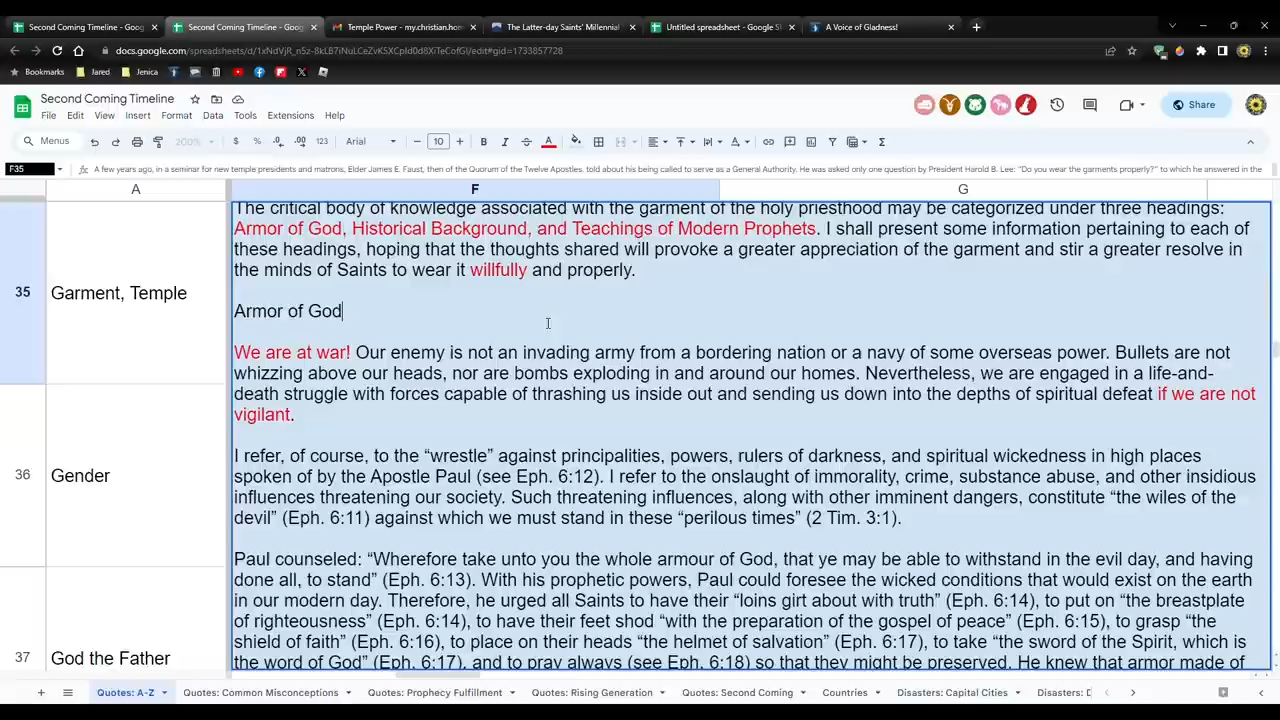 Second Coming Timeline - Goog
Second Coming Timeline - Goog
Temple Power - my.christian.hom
The Latter-day Saints' Millennial
Untitled spreadsheet - Google Sh
A Voice of Gladness!
docs.google.com/spreadsheets/d/1xNdVjR_n5z-8kLB7iNuLCeZvK5XCpId0d8XiTeCofGI/edit#gid=1733857728
Bookmarks
Jared
Jenica
Second Coming Timeline
File Edit View Insert Format Data Tools Extensions Help
Share
Menus
200%
$ % .0 .00 123
Arial
10
B
A
F35
A few years ago, in a seminar for new temple presidents and matrons, Elder James E. Faust, then of the Quorum of the Twelve Apostles, told about his being called to serve as a General Authority. He was asked only one question by President Harold B. Lee: "Do you wear the garments properly?" to which he answered in the
A
F
G
The critical body of knowledge associated with the garment of the holy priesthood may be categorized under three headings:
Armor of God, Historical Background, and Teachings of Modern Prophets. I shall present some information pertaining to each of
these headings, hoping that the thoughts shared will provoke a greater appreciation of the garment and stir a greater resolve in
the minds of Saints to wear it willfully and properly.
35
Garment, Temple
Armor of God
We are at war! Our enemy is not an invading army from a bordering nation or a navy of some overseas power. Bullets are not
whizzing above our heads, nor are bombs exploding in and around our homes. Nevertheless, we are engaged in a life-and-
death struggle with forces capable of thrashing us inside out and sending us down into the depths of spiritual defeat if we are not
vigilant.
36
Gender
I refer, of course, to the “wrestle” against principalities, powers, rulers of darkness, and spiritual wickedness in high places
spoken of by the Apostle Paul (see Eph. 6:12). I refer to the onslaught of immorality, crime, substance abuse, and other insidious
influences threatening our society. Such threatening influences, along with other imminent dangers, constitute “the wiles of the
devil” (Eph. 6:11) against which we must stand in these “perilous times” (2 Tim. 3:1).
Paul counseled: “Wherefore take unto you the whole armour of God, that ye may be able to withstand in the evil day, and having
done all, to stand” (Eph. 6:13). With his prophetic powers, Paul could foresee the wicked conditions that would exist on the earth
in our modern day. Therefore, he urged all Saints to have their “loins girt about with truth” (Eph. 6:14), to put on “the breastplate
of righteousness” (Eph. 6:14), to have their feet shod “with the preparation of the gospel of peace” (Eph. 6:15), to grasp “the
shield of faith” (Eph. 6:16), to place on their heads “the helmet of salvation” (Eph. 6:17), to take “the sword of the Spirit, which is
the word of God” (Eph. 6:17), and to pray always (see Eph. 6:18) so that they might be preserved. He knew that armor made of
37
God the Father
Quotes: A-Z
Quotes: Common Misconceptions
Quotes: Prophecy Fulfillment
Quotes: Rising Generation
Quotes: Second Coming
Countries
Disasters: Capital Cities
Disasters: D